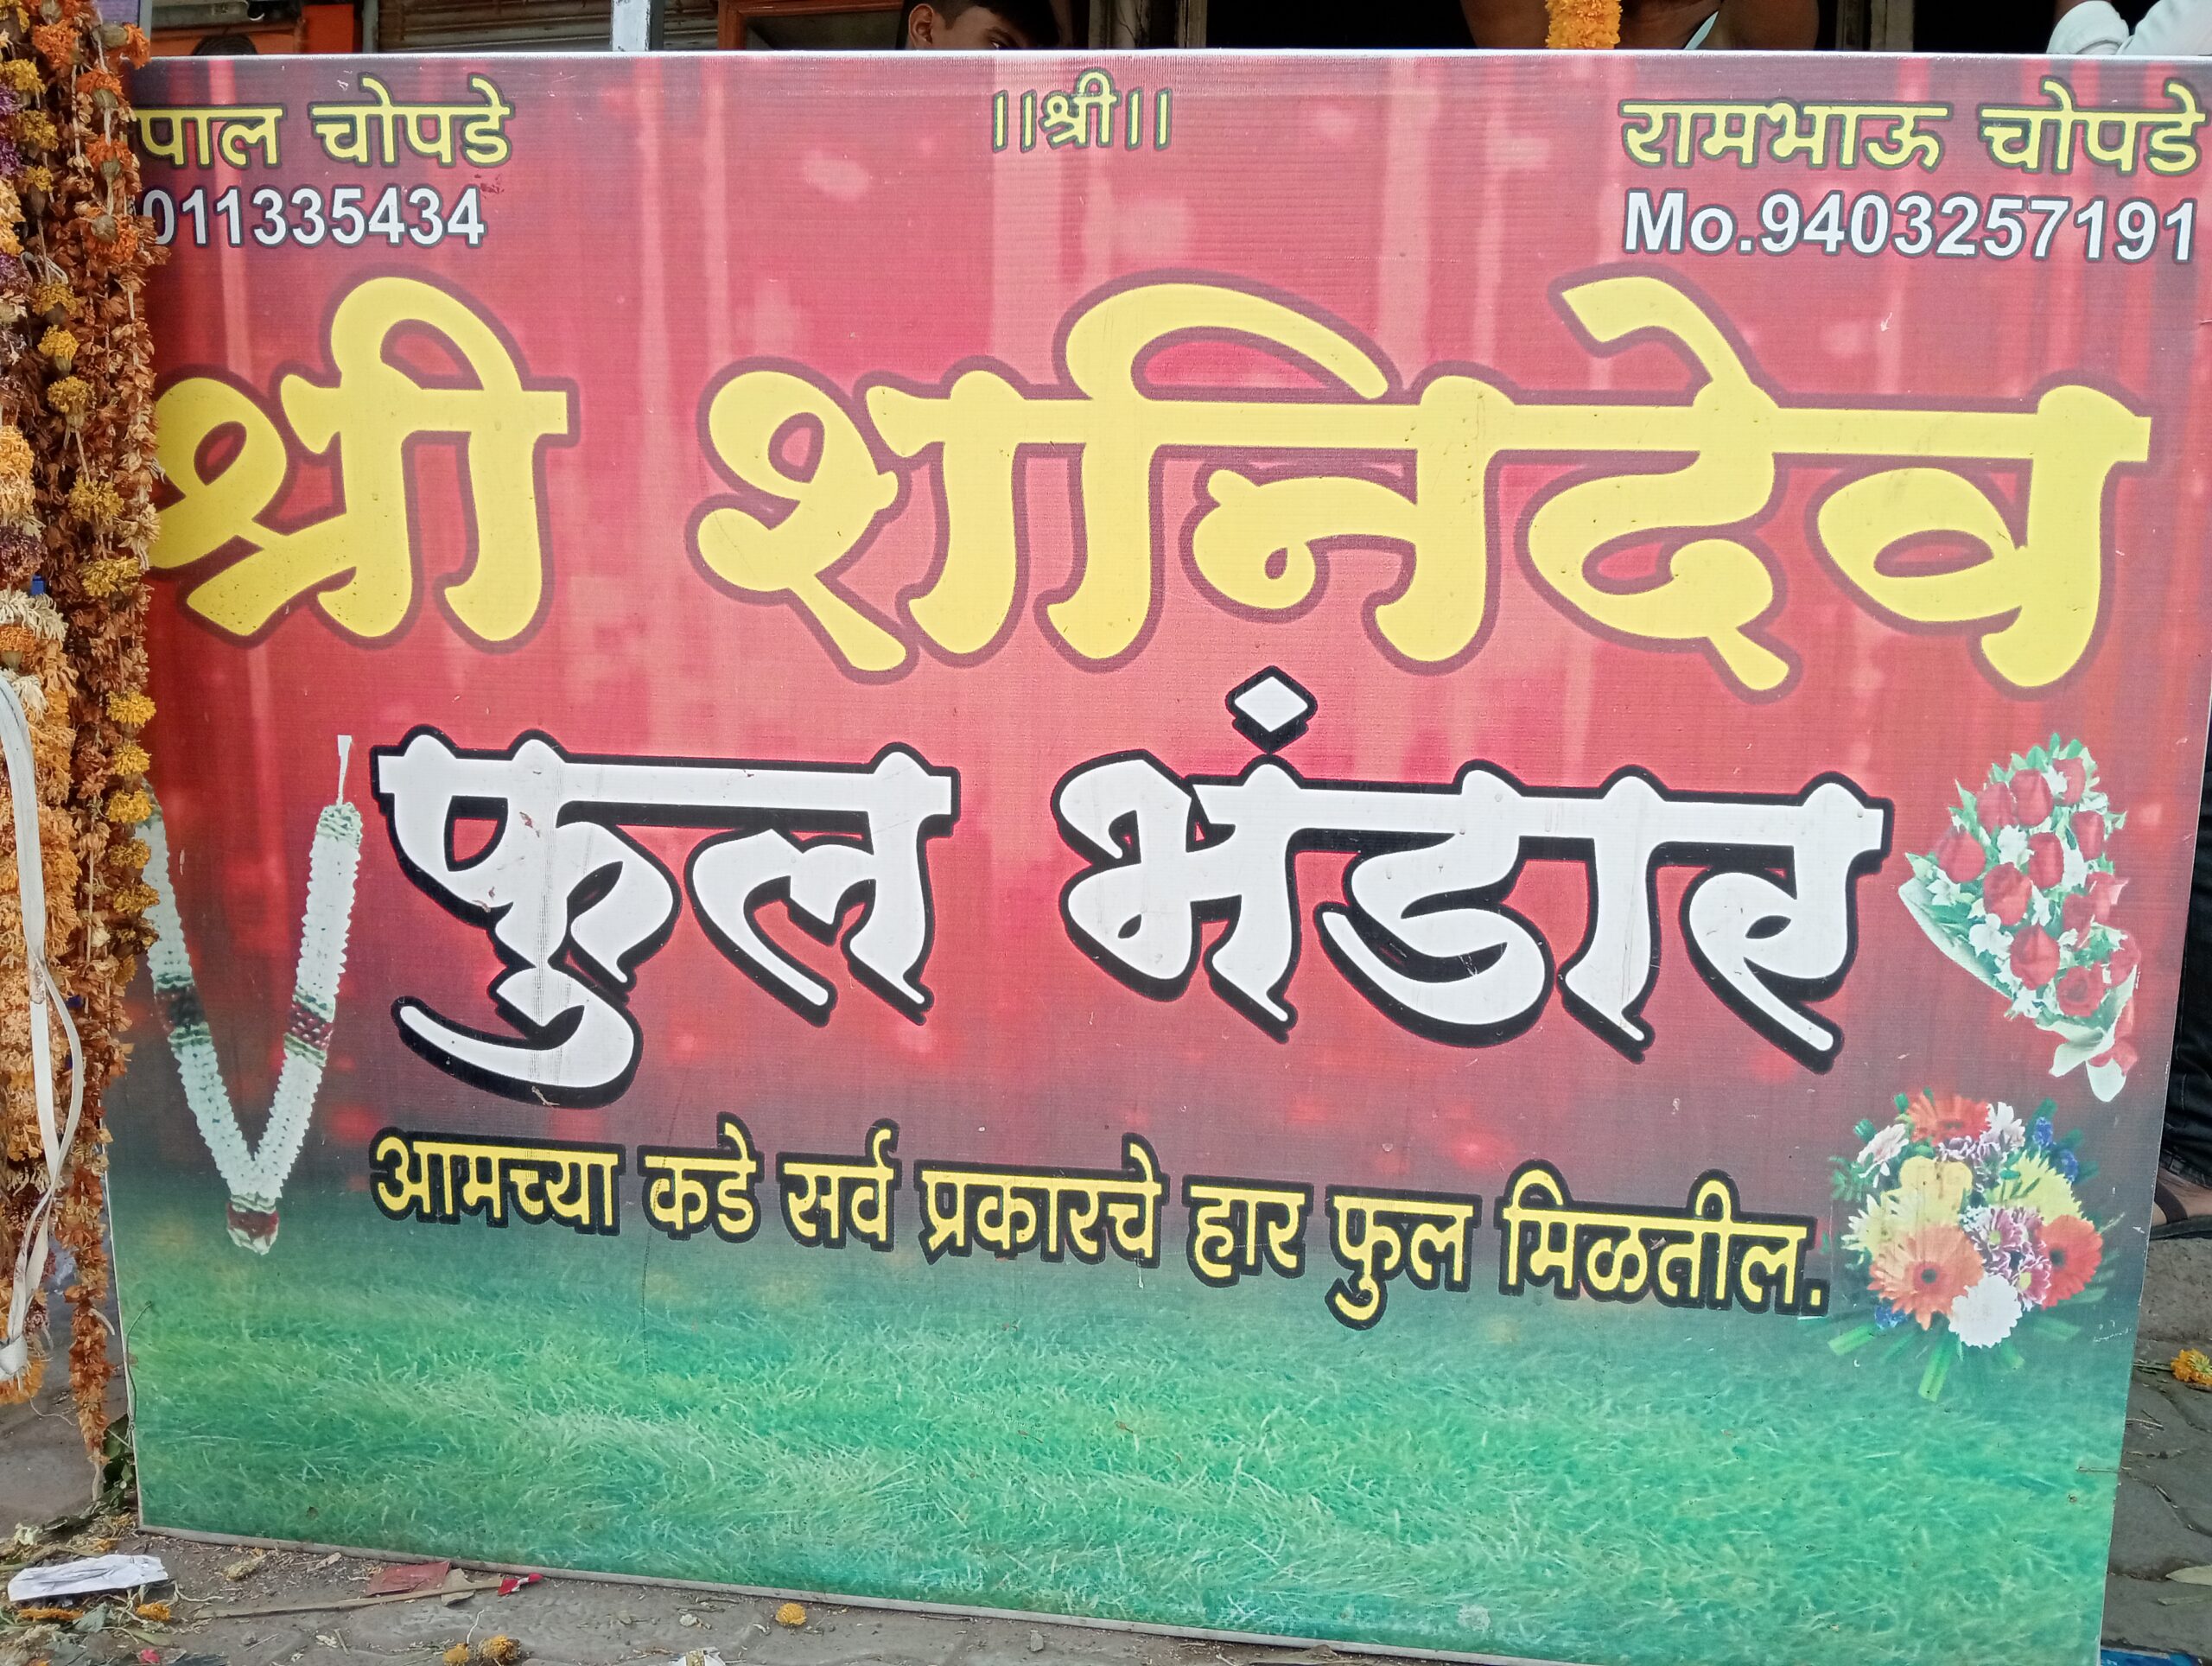 पाल चोपडे ||श्री|| रामभाऊ चोपडे
011335434 Mo.9403257191
श्री शनिदेव
फुल भंडार
आमच्या कडे सर्व प्रकारचे हार फुल मिळतील.